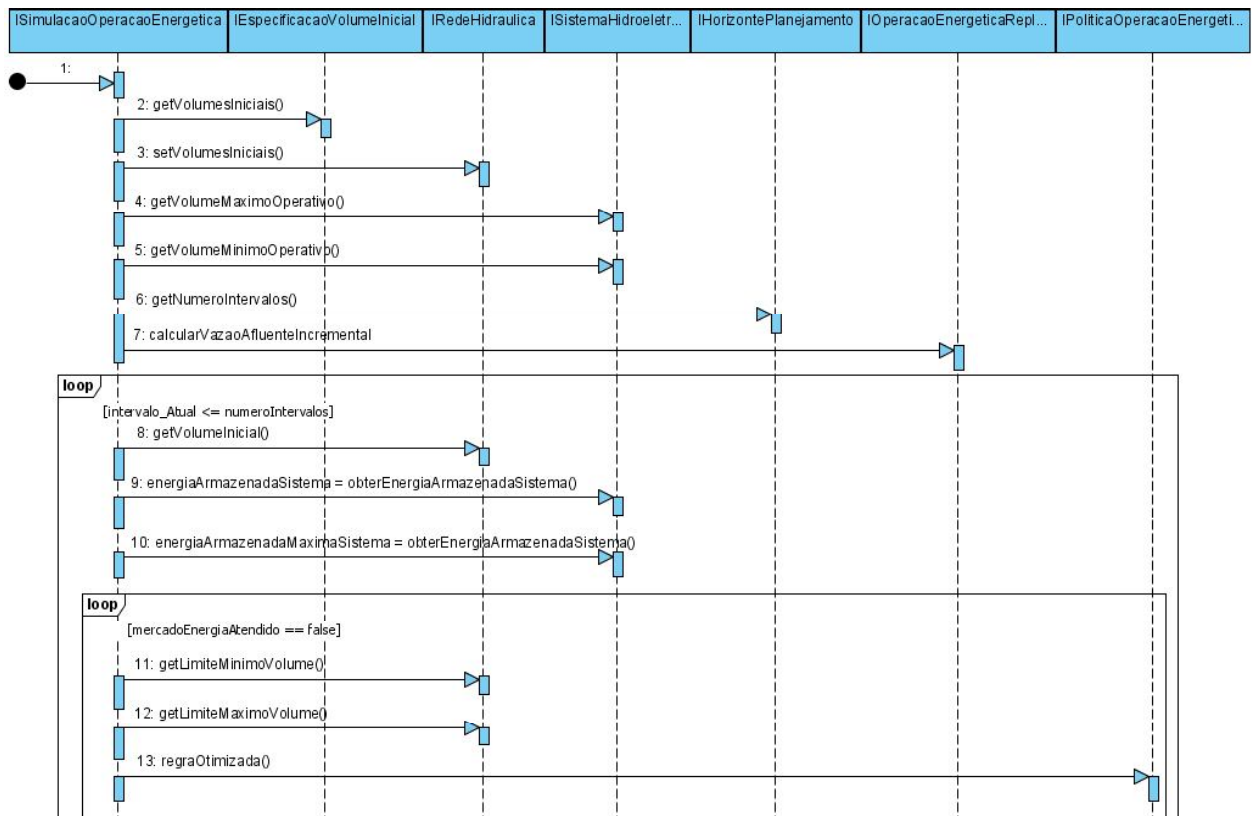 ISimulacaoOperacaoEnergetica
IEspecificacaoVolumeInicial
IRedeHidraulica
ISistemaHidroeletr...
IHorizontePlanejamento
IOperacaoEnergeticaRepl...
IPoliticaOperacaoEnergeti...
1:
2: getVolumesIniciais()
3: setVolumesIniciais()
4: getVolumeMaximoOperativo()
5: getVolumeMinimoOperativo()
6: getNumeroIntervalos()
7: calcularVazaoAfluenteIncremental
loop
[intervalo_Atual <= numeroIntervalos]
8: getVolumeInicial()
9: energiaArmazenadaSistema = obterEnergiaArmazenadaSistema()
10: energiaArmazenadaMaximaSistema = obterEnergiaArmazenadaSistema()
loop
[mercadoEnergiaAtendido == false]
11: getLimiteMinimoVolume()
12: getLimiteMaximoVolume()
13: regraOtimizada()